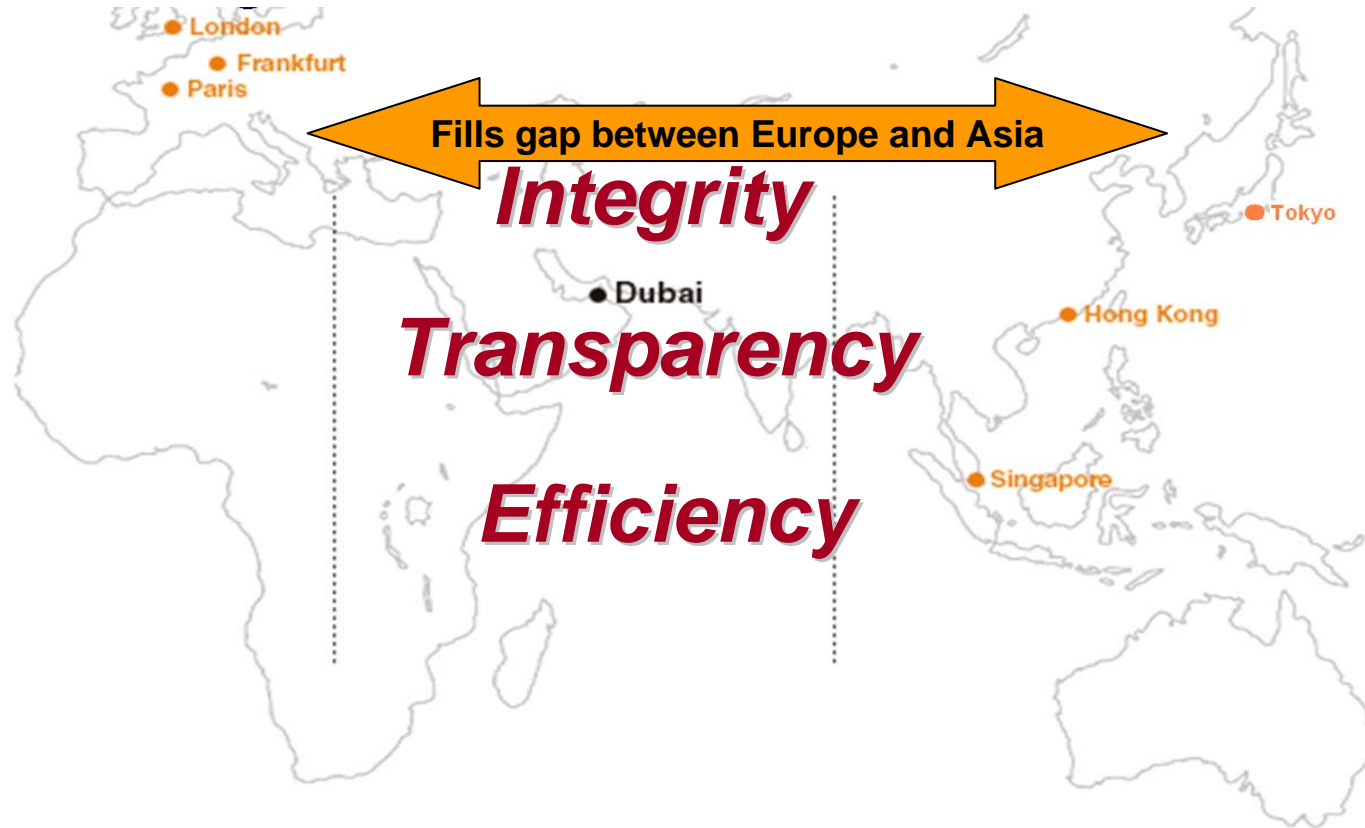 London
Frankfurt
Paris
Fills gap between Europe and Asia
Integrity
Tokyo
Dubai
Hong Kong
Transparency
Singapore
Efficiency